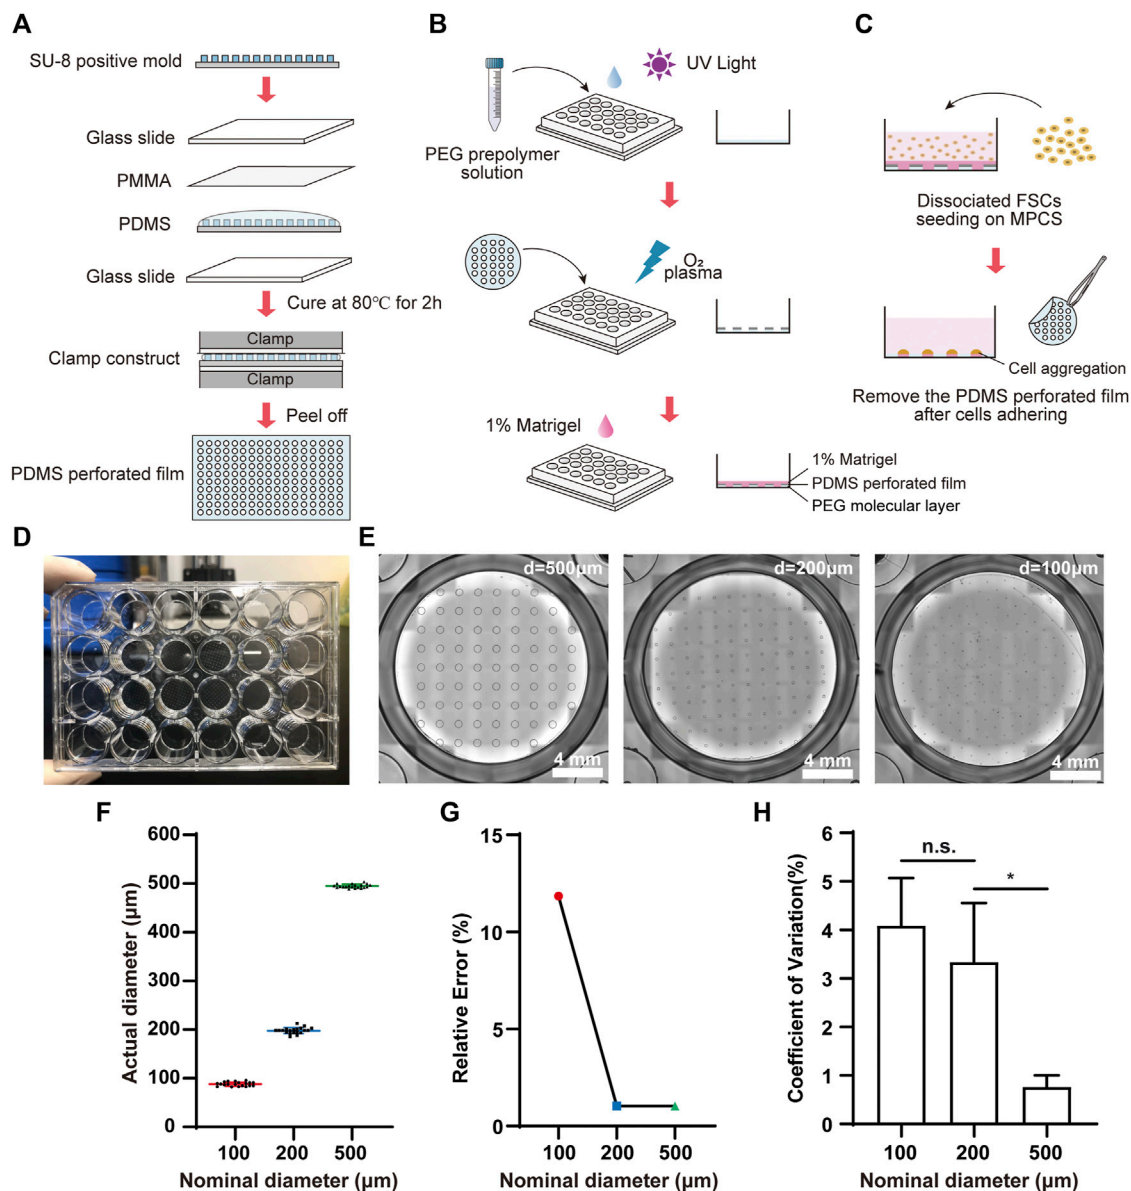 A
SU-8 positive mold
Glass slide
PMMA
PDMS
Glass slide
Cure at 80℃ for 2h
Clamp
Clamp construct
Clamp
Peel off
PDMS perforated film
B
UV Light
PEG prepolymer
solution
O₂
plasma
1% Matrigel
1% Matrigel
PDMS perforated film
PEG molecular layer
C
Dissociated FSCs
seeding on MPCS
Cell aggregation
Remove the PDMS perforated film
after cells adhering
D
E
d=500μm
4 mm
d=200μm
4 mm
d=100μm
4 mm
F
Actual diameter (μm)
600
500
400
300
200
100
0
100 200 500
Nominal diameter (μm)
G
Relative Error (%)
15
10
5
0
100 200 500
Nominal diameter (μm)
H
Coefficient of Variation(%)
6
5
4
3
2
1
0
n.s.
*
100 200 500
Nominal diameter (μm)